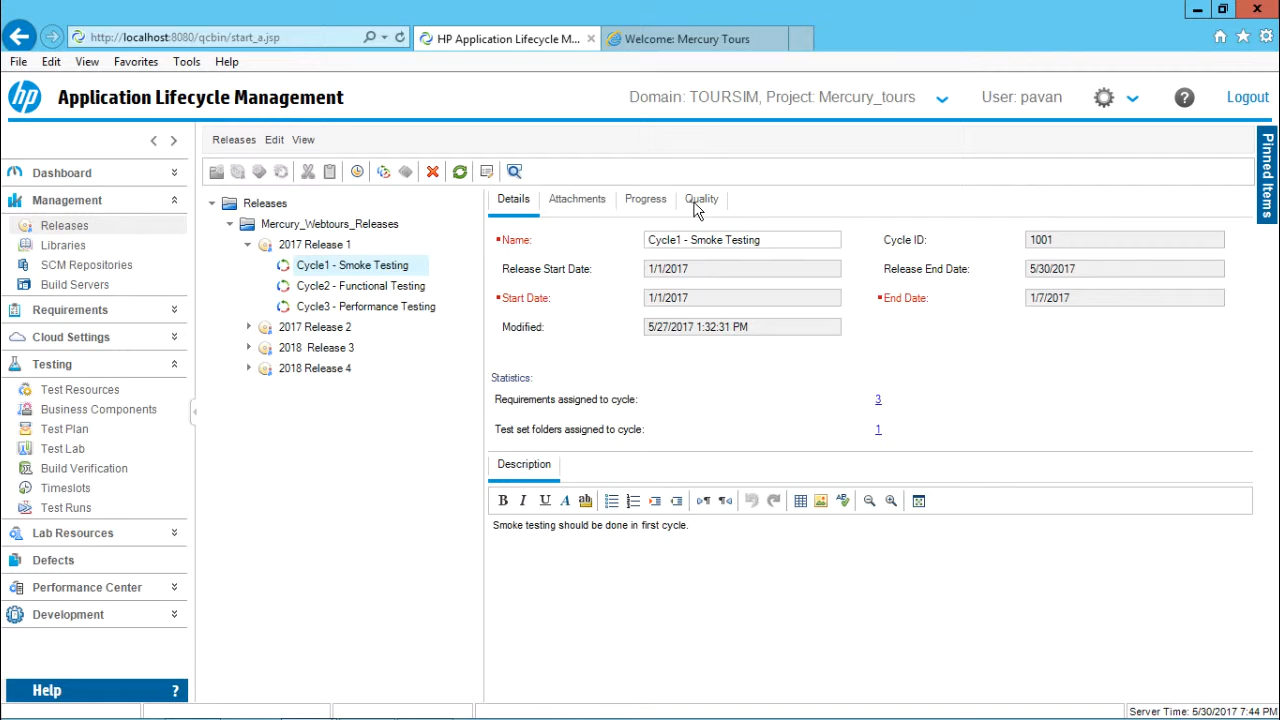 http://localhost:8080/qcbin/start_a.jsp
HP Application Lifecycle M...
Welcome: Mercury Tours
File Edit View Favorites Tools Help
hp
Application Lifecycle Management
Domain: TOURSIM, Project: Mercury_tours
User: pavan
Logout
Pinned Items
Dashboard
Management
Releases
Libraries
SCM Repositories
Build Servers
Requirements
Cloud Settings
Testing
Test Resources
Business Components
Test Plan
Test Lab
Build Verification
Timeslots
Test Runs
Lab Resources
Defects
Performance Center
Development
Help ?
Releases Edit View
Releases
Mercury_Webtours_Releases
2017 Release 1
Cycle1 - Smoke Testing
Cycle2 - Functional Testing
Cycle3 - Performance Testing
2017 Release 2
2018 Release 3
2018 Release 4
Details Attachments Progress Quality
Name: Cycle1 - Smoke Testing Cycle ID: 1001
Release Start Date: 1/1/2017 Release End Date: 5/30/2017
Start Date: 1/1/2017 End Date: 1/7/2017
Modified: 5/27/2017 1:32:31 PM
Statistics:
Requirements assigned to cycle: 3
Test set folders assigned to cycle: 1
Description
B I U A ab
Smoke testing should be done in first cycle.
Server Time: 5/30/2017 7:44 PM